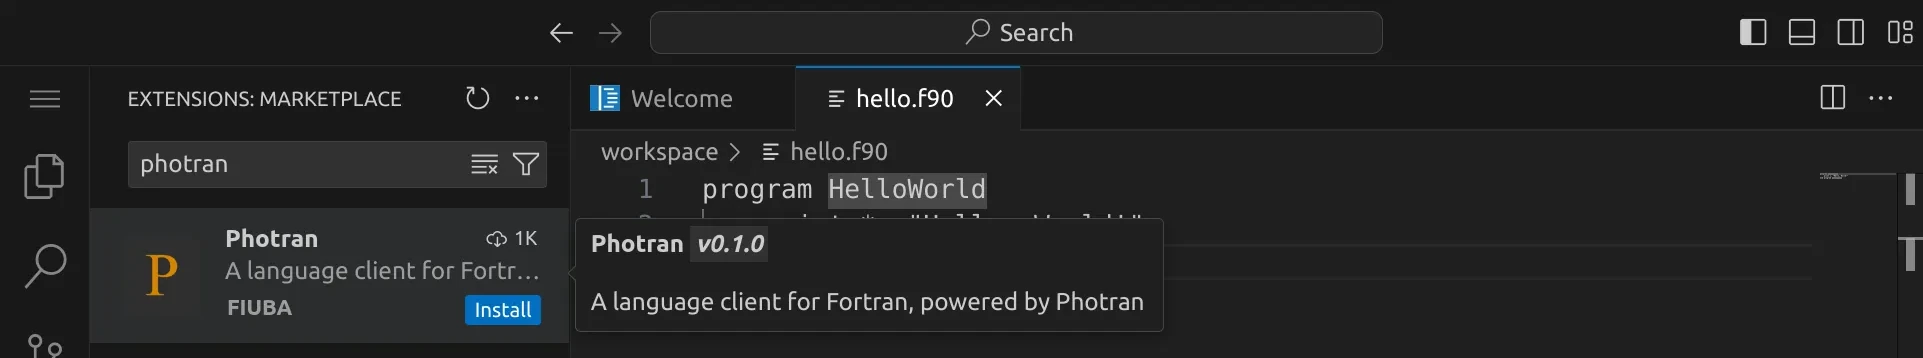 Search
EXTENSIONS: MARKETPLACE
Welcome
hello.f90
photran
workspace > hello.f90
1 program HelloWorld
Photran 1K
A language client for Fortr...
FIUBA
Install
P
Photran v0.1.0
A language client for Fortran, powered by Photran